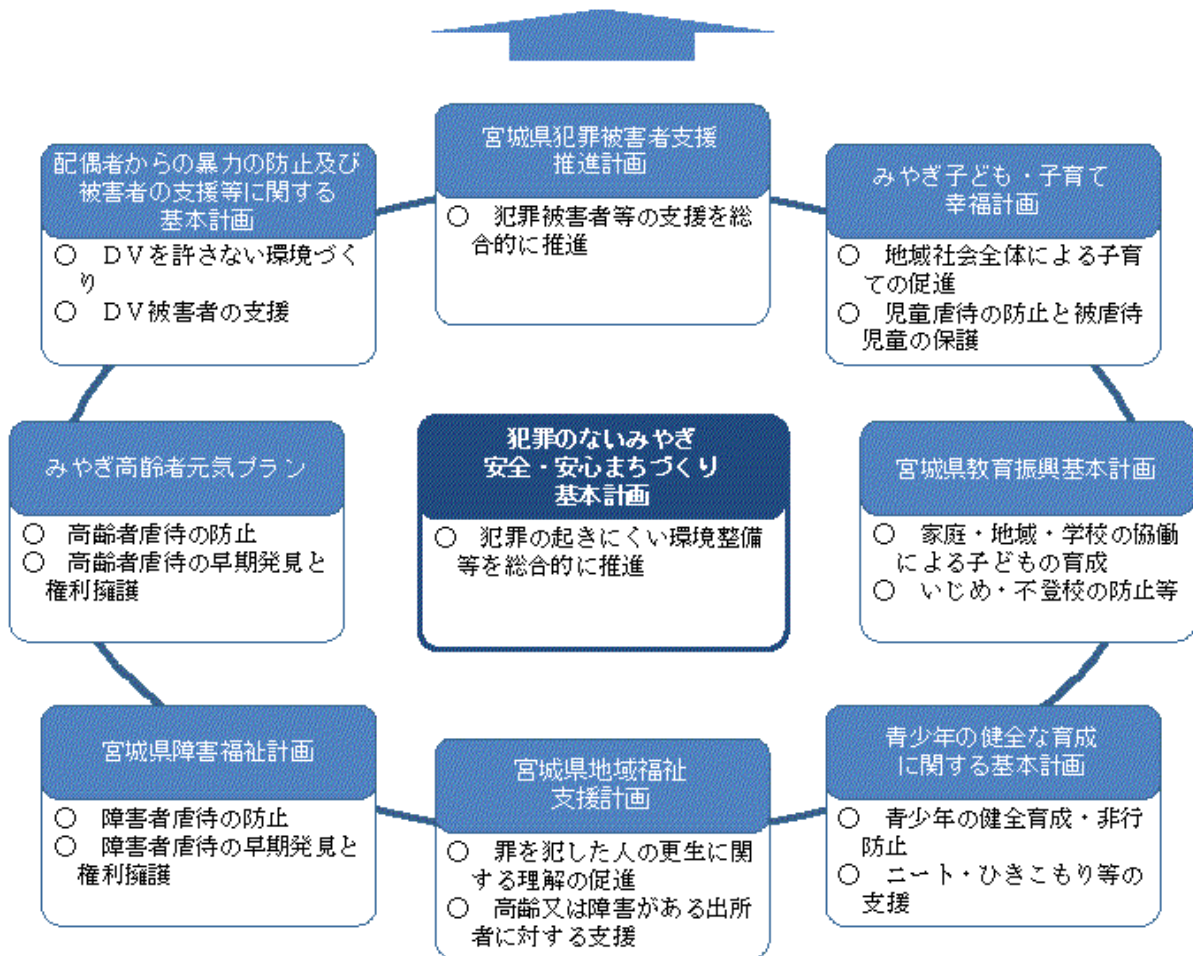 宮城県犯罪被害者支援
推進計画
○ 犯罪被害者等の支援を総
合的に推進
配偶者からの暴力の防止及び
被害者の支援等に関する
基本計画
○ ＤＶを許さない環境づく
り
○ ＤＶ被害者の支援
みやぎ子ども・子育て
幸福計画
○ 地域社会全体による子育
ての促進
○ 児童虐待の防止と被虐待
児童の保護
みやぎ高齢者元気プラン
○ 高齢者虐待の防止
○ 高齢者虐待の早期発見と
権利擁護
犯罪のないみやぎ
安全・安心まちづくり
基本計画
○ 犯罪の起きにくい環境整備
等を総合的に推進
宮城県教育振興基本計画
○ 家庭・地域・学校の協働
による子どもの育成
○ いじめ・不登校の防止等
宮城県障害福祉計画
○ 障害者虐待の防止
○ 障害者虐待の早期発見と
権利擁護
宮城県地域福祉
支援計画
○ 罪を犯した人の更生に関
する理解の促進
○ 高齢又は障害がある出所
者に対する支援
青少年の健全な育成
に関する基本計画
○ 青少年の健全育成・非行
防止
○ ニート・ひきこもり等の
支援